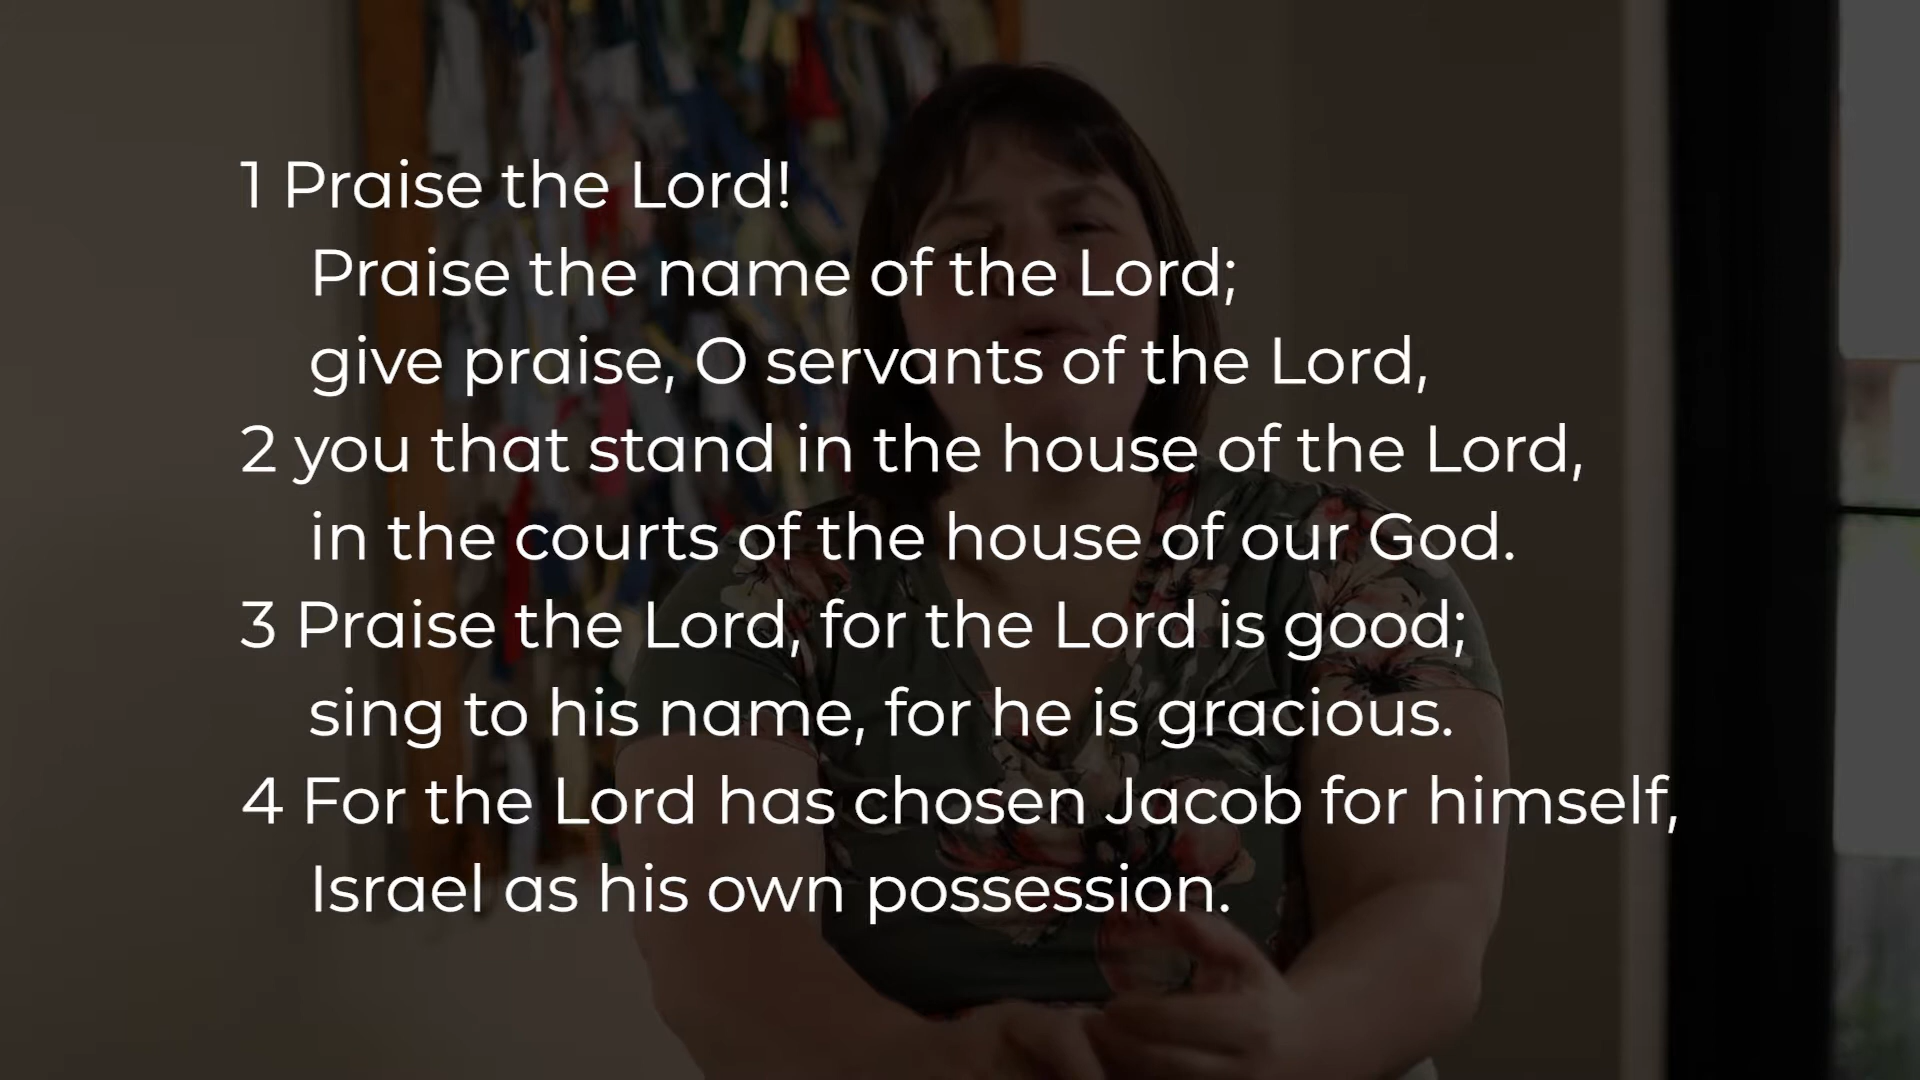 1 Praise the Lord!
Praise the name of the Lord;
give praise, O servants of the Lord,
2 you that stand in the house of the Lord,
in the courts of the house of our God.
3 Praise the Lord, for the Lord is good;
sing to his name, for he is gracious.
4 For the Lord has chosen Jacob for himself,
Israel as his own possession.